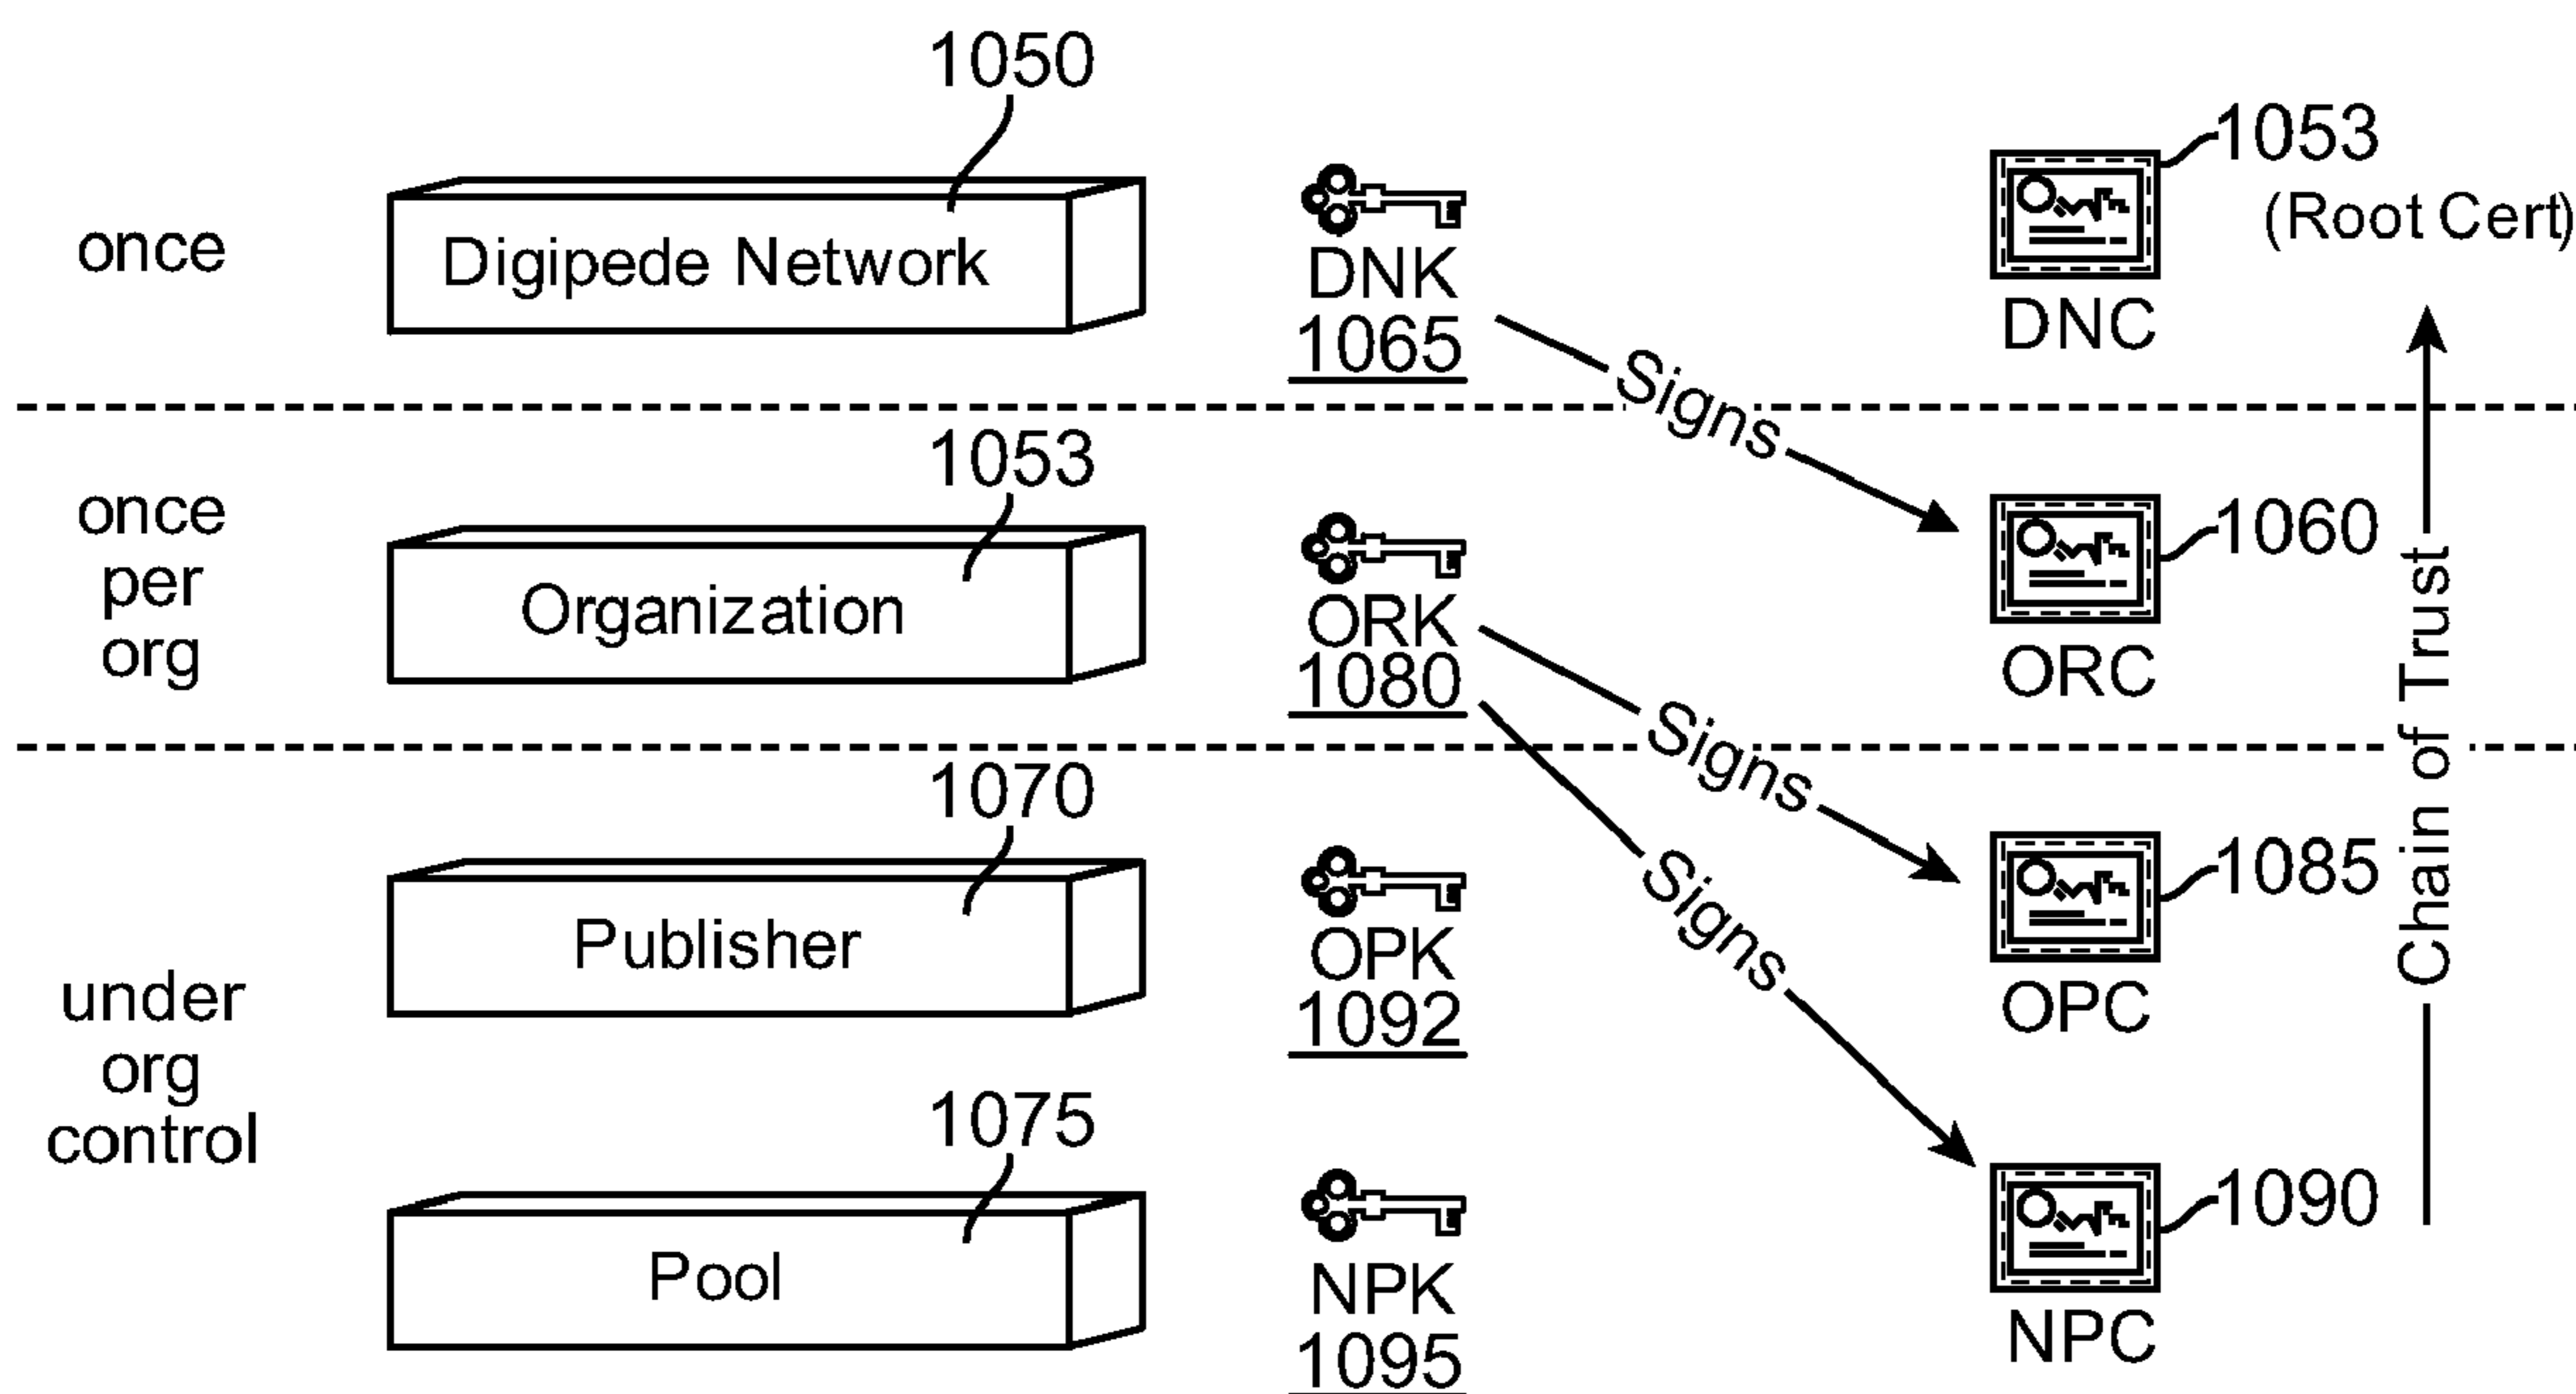 1050
1053
(Root Cert)
once
Digipede Network
DNK
1065
DNC
Signs
1053
once
per
org
Organization
ORK
1080
1060
ORC
Signs
Signs
Chain of Trust
1070
Publisher
OPK
1092
1085
OPC
under
org
control
1075
Pool
NPK
1095
1090
NPC